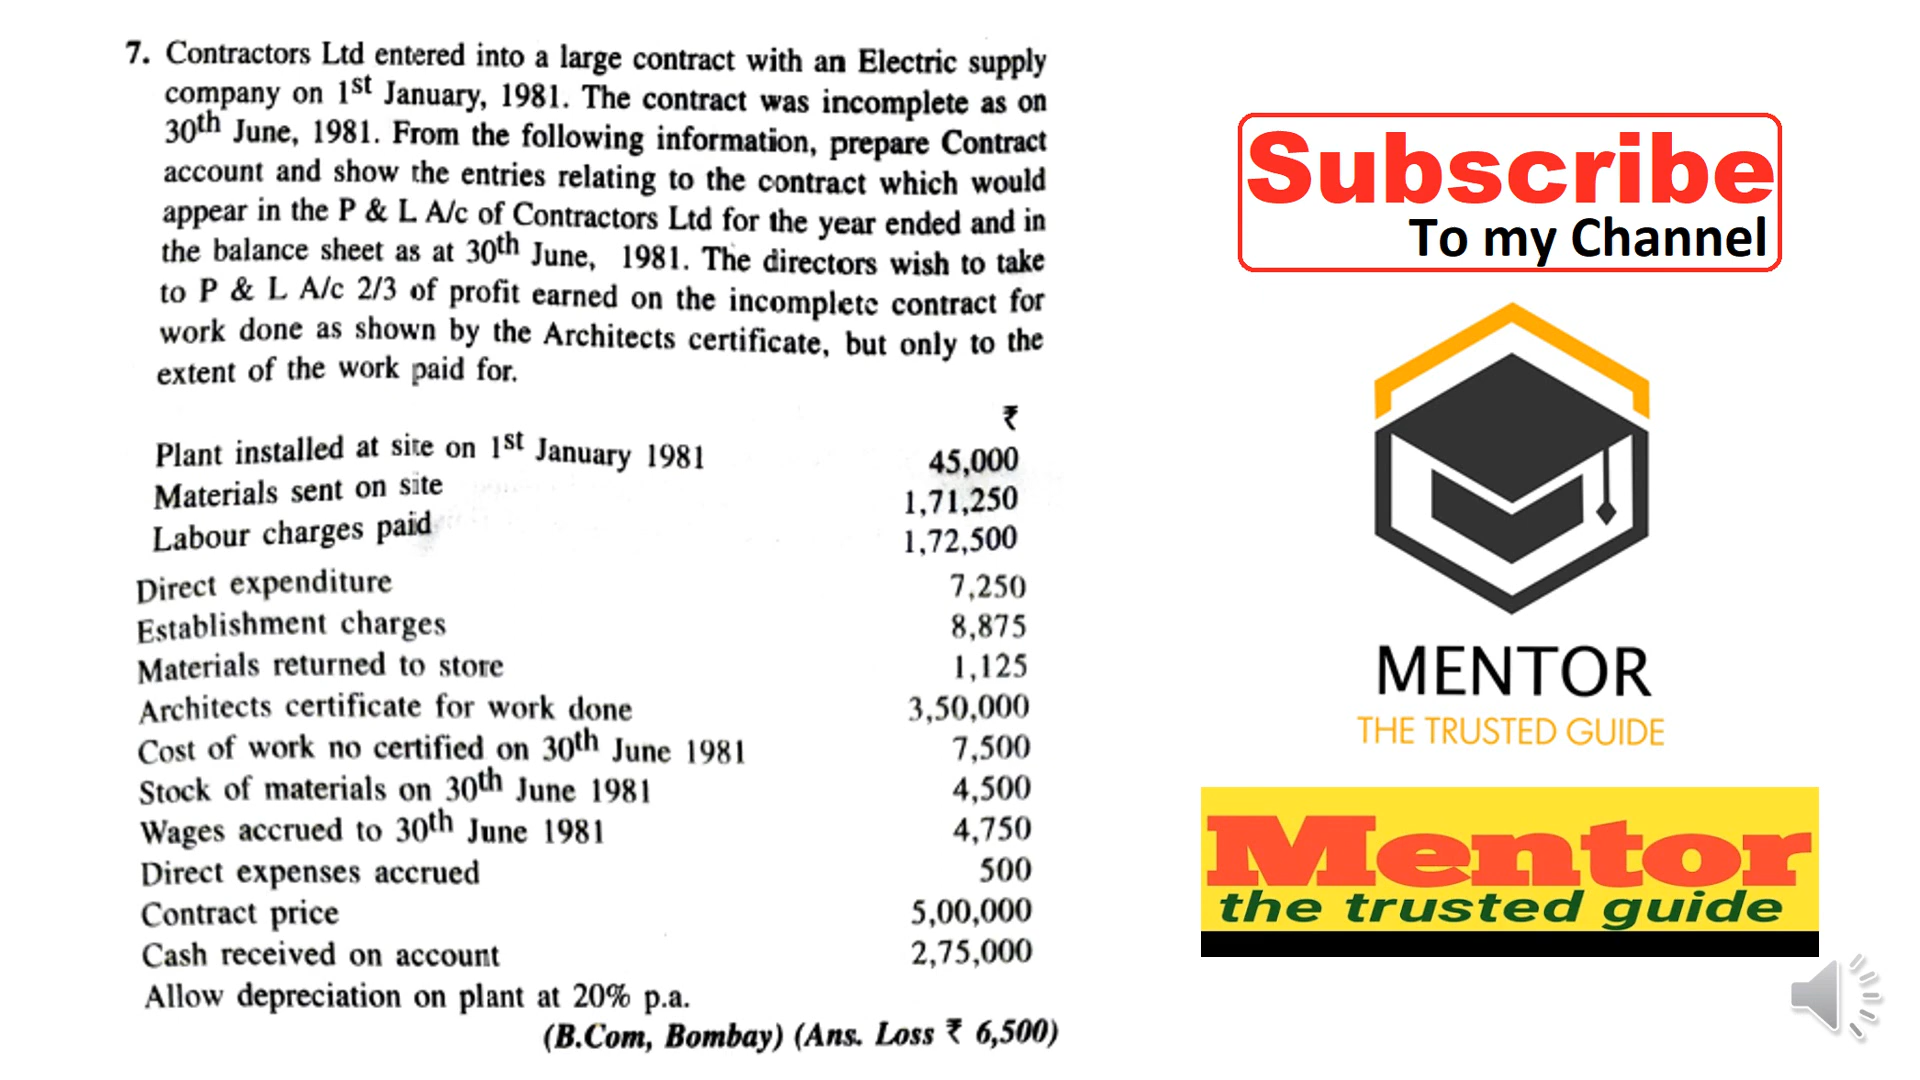 7. Contractors Ltd entered into a large contract with an Electric supply
company on 1st January, 1981. The contract was incomplete as on
30th June, 1981. From the following information, prepare Contract
account and show the entries relating to the contract which would
appear in the P & L A/c of Contractors Ltd for the year ended and in
the balance sheet as at 30th June, 1981. The directors wish to take
to P & L A/c 2/3 of profit earned on the incomplete contract for
work done as shown by the Architects certificate, but only to the
extent of the work paid for.
₹
Plant installed at site on 1st January 1981 45,000
Materials sent on site 1,71,250
Labour charges paid 1,72,500
Direct expenditure 7,250
Establishment charges 8,875
Materials returned to store 1,125
Architects certificate for work done 3,50,000
Cost of work no certified on 30th June 1981 7,500
Stock of materials on 30th June 1981 4,500
Wages accrued to 30th June 1981 4,750
Direct expenses accrued 500
Contract price 5,00,000
Cash received on account 2,75,000
Allow depreciation on plant at 20% p.a.
(B.Com, Bombay) (Ans. Loss ₹ 6,500)
Subscribe
To my Channel
MENTOR
THE TRUSTED GUIDE
Mentor
the trusted guide